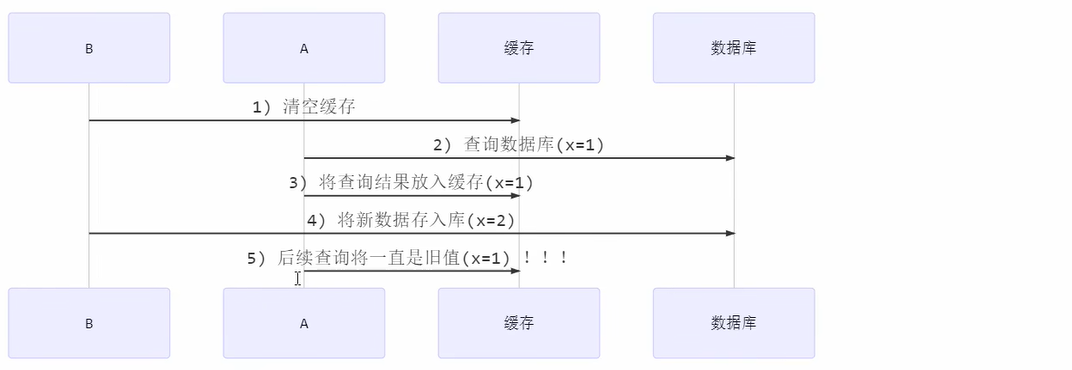 B
A
缓存
数据库
1) 清空缓存
2) 查询数据库(x=1)
3) 将查询结果放入缓存(x=1)
4) 将新数据存入库(x=2)
5) 后续查询将一直是旧值(x=1) ！！！
B
A
缓存
数据库